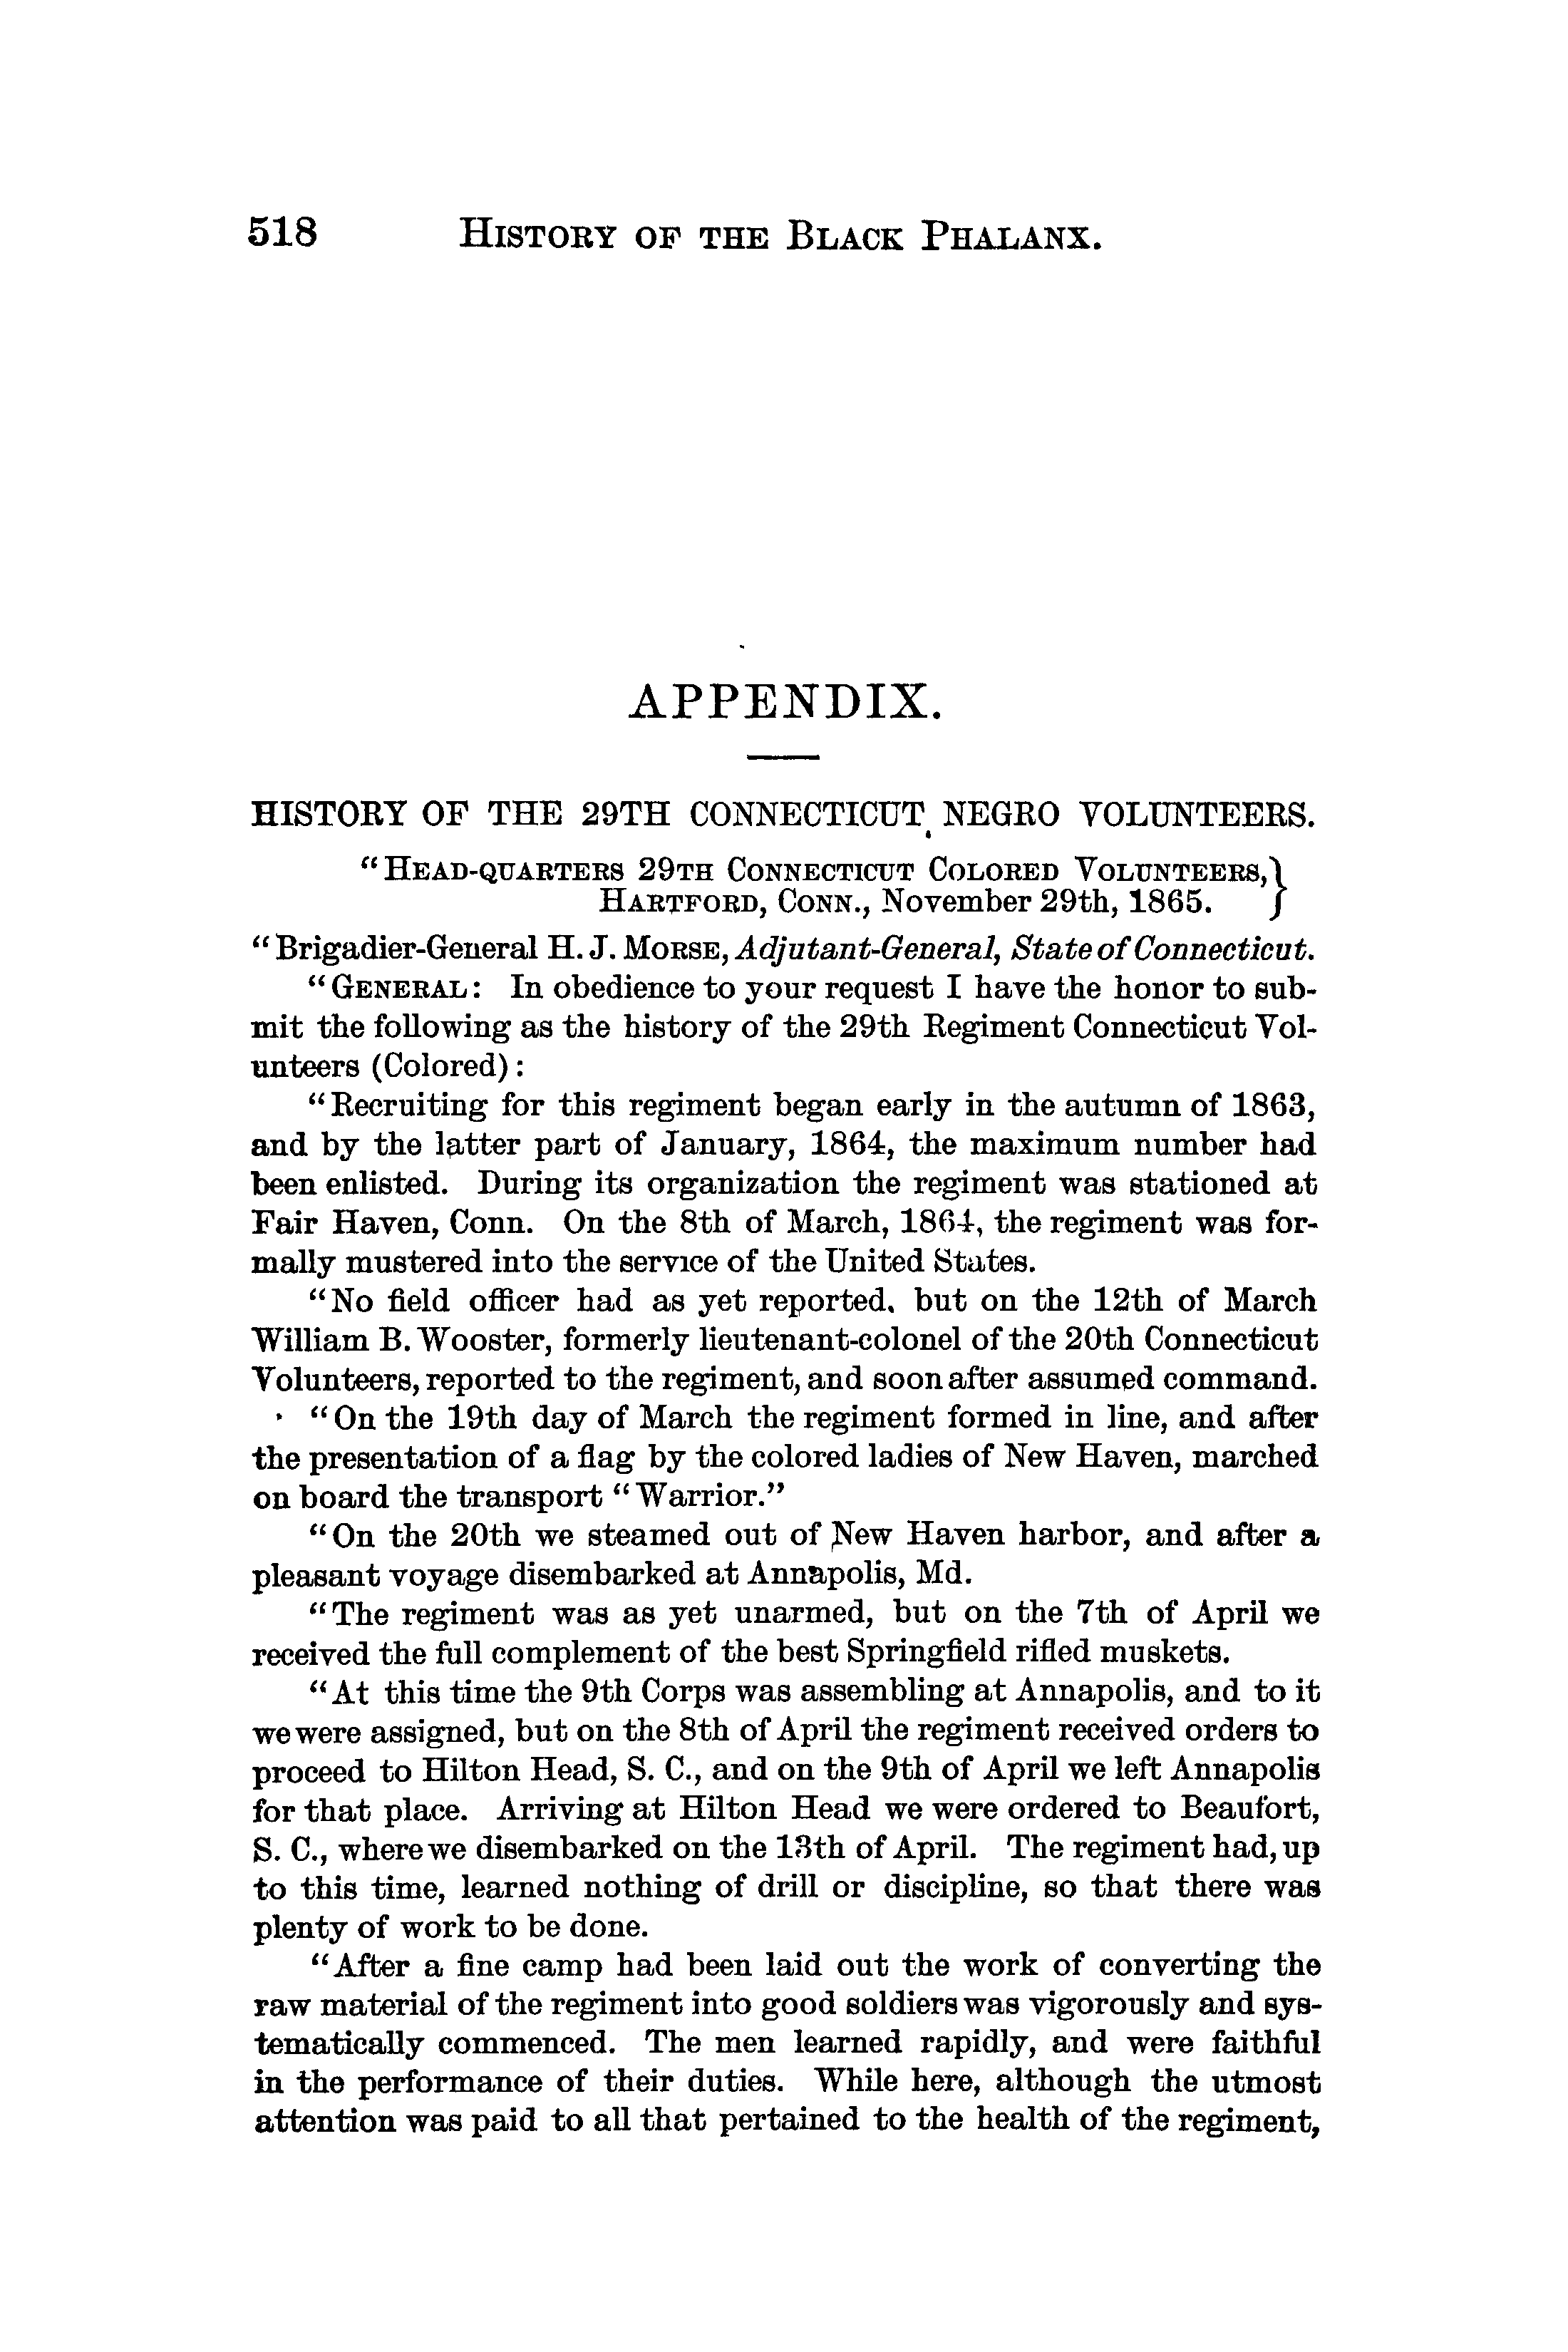 518 HISTORY OF THE BLACK PHALANX.
APPENDIX.
HISTORY OF THE 29TH CONNECTICUT NEGRO VOLUNTEERS.
"HEAD-QUARTERS 29TH CONNECTICUT COLORED VOLUNTEERS,}
HARTFORD, CONN., November 29th, 1865. }
"Brigadier-General H. J. MORSE, Adjutant-General, State of Connecticut.
"GENERAL: In obedience to your request I have the honor to sub-
mit the following as the history of the 29th Regiment Connecticut Vol-
unteers (Colored):
"Recruiting for this regiment began early in the autumn of 1863,
and by the latter part of January, 1864, the maximum number had
been enlisted. During its organization the regiment was stationed at
Fair Haven, Conn. On the 8th of March, 1864, the regiment was for-
mally mustered into the service of the United States.
"No field officer had as yet reported, but on the 12th of March
William B. Wooster, formerly lieutenant-colonel of the 20th Connecticut
Volunteers, reported to the regiment, and soon after assumed command.
"On the 19th day of March the regiment formed in line, and after
the presentation of a flag by the colored ladies of New Haven, marched
on board the transport "Warrior."
"On the 20th we steamed out of New Haven harbor, and after a
pleasant voyage disembarked at Annapolis, Md.
"The regiment was as yet unarmed, but on the 7th of April we
received the full complement of the best Springfield rifled muskets.
"At this time the 9th Corps was assembling at Annapolis, and to it
we were assigned, but on the 8th of April the regiment received orders to
proceed to Hilton Head, S. C., and on the 9th of April we left Annapolis
for that place. Arriving at Hilton Head we were ordered to Beaufort,
S. C., where we disembarked on the 13th of April. The regiment had, up
to this time, learned nothing of drill or discipline, so that there was
plenty of work to be done.
"After a fine camp had been laid out the work of converting the
raw material of the regiment into good soldiers was vigorously and sys-
tematically commenced. The men learned rapidly, and were faithful
in the performance of their duties. While here, although the utmost
attention was paid to all that pertained to the health of the regiment,